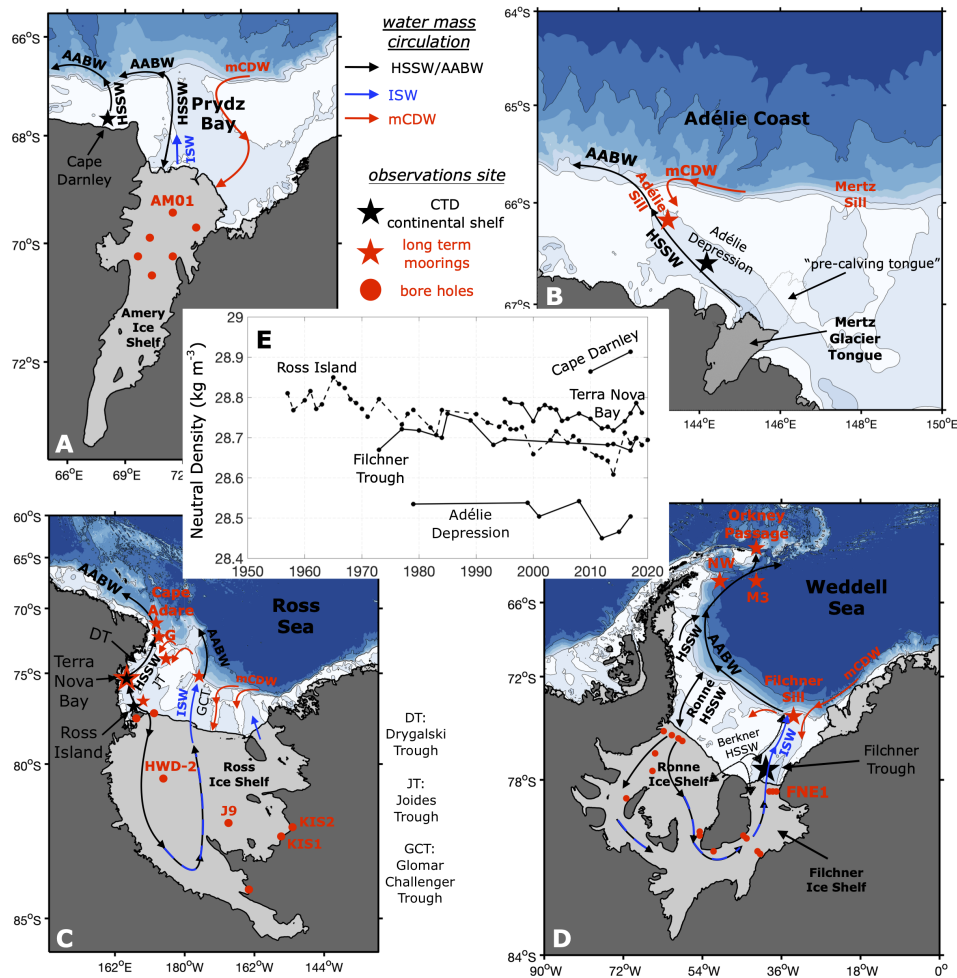 66°S
68°S
70°S
72°S
66°E
69°E
72°
AABW
AABW
mCDW
HSSW
HSSW
Prydz
Bay
ISW
Cape
Darnley
AM01
Amery
Ice
Shelf
A
water mass
circulation
HSSW/AABW
ISW
mCDW
observations site
CTD
continental shelf
long term
moorings
bore holes
64°S
65°S
66°S
67°S
144°E
146°E
148°E
150°E
Adélie Coast
AABW
mCDW
Mertz
Sill
Adélie
Sill
HSSW
Adélie
Depression
"pre-calving tongue"
Mertz
Glacier
Tongue
B
E
Neutral Density (kg m⁻³)
29
28.9
28.8
28.7
28.6
28.5
28.4
1950
1960
1970
1980
1990
2000
2010
2020
Ross Island
Cape Darnley
Terra Nova
Bay
Filchner
Trough
Adélie
Depression
60°S
65°S
70°S
75°S
80°S
85°S
162°E
180°W
162°W
144°W
AABW
Cape
Adare
G
Ross
Sea
DT
HSSW
AABW
Terra
Nova
Bay
JT
ISW
GCT
mCDW
Ross
Island
HWD-2
Ross
Ice Shelf
J9
KIS2
KIS1
C
DT:
Drygalski
Trough
JT:
Joides
Trough
GCT:
Glomar
Challenger
Trough
66°S
72°S
78°S
84°S
90°W
72°W
54°W
36°W
18°W
0°
Orkney
Passage
NW
M3
Weddell
Sea
HSSW
AABW
mCDW
Ronne
HSSW
Filchner
Sill
ISW
Berkner
HSSW
Filchner
Trough
Ronne
Ice Shelf
FNE1
Filchner
Ice Shelf
D